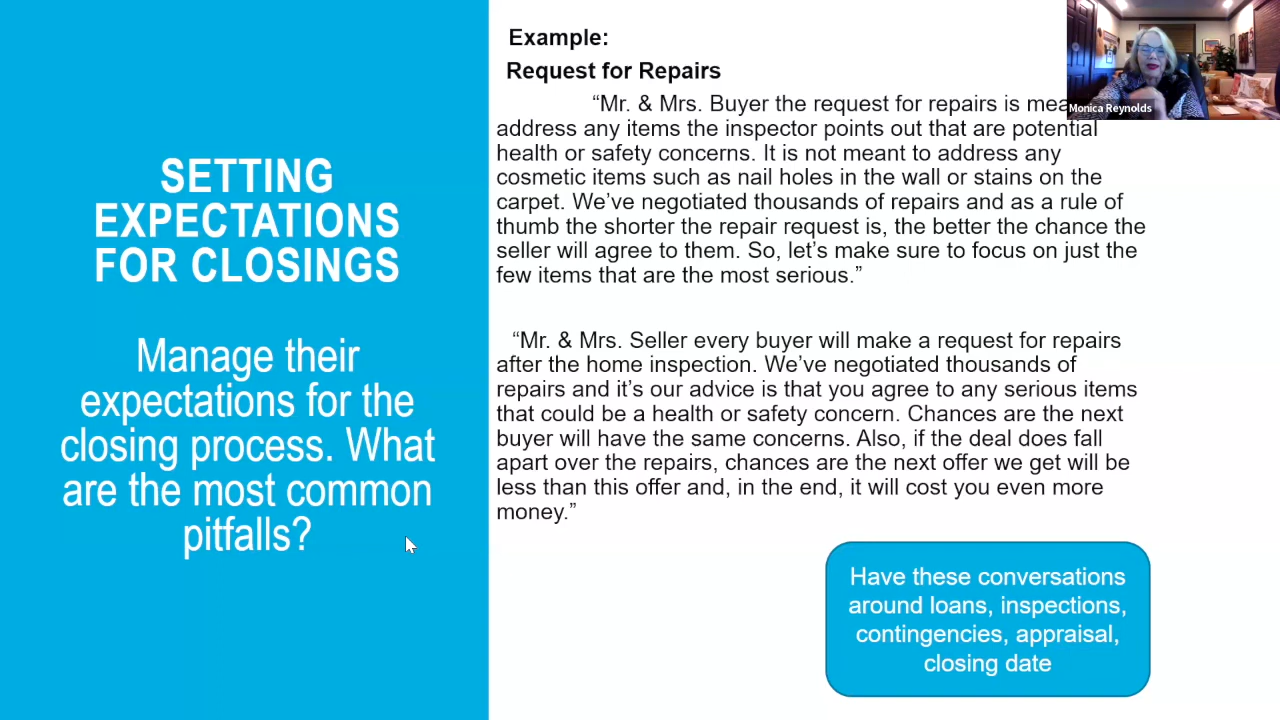 SETTING
EXPECTATIONS
FOR CLOSINGS
Manage their
expectations for the
closing process. What
are the most common
pitfalls?
Example:
Request for Repairs
“Mr. & Mrs. Buyer the request for repairs is
address any items the inspector points out that are potential
health or safety concerns. It is not meant to address any
cosmetic items such as nail holes in the wall or stains on the
carpet. We’ve negotiated thousands of repairs and as a rule of
thumb the shorter the repair request is, the better the chance the
seller will agree to them. So, let’s make sure to focus on just the
few items that are the most serious.”
“Mr. & Mrs. Seller every buyer will make a request for repairs
after the home inspection. We’ve negotiated thousands of
repairs and it’s our advice is that you agree to any serious items
that could be a health or safety concern. Chances are the next
buyer will have the same concerns. Also, if the deal does fall
apart over the repairs, chances are the next offer we get will be
less than this offer and, in the end, it will cost you even more
money.”
Have these conversations
around loans, inspections,
contingencies, appraisal,
closing date
Monica Reynolds